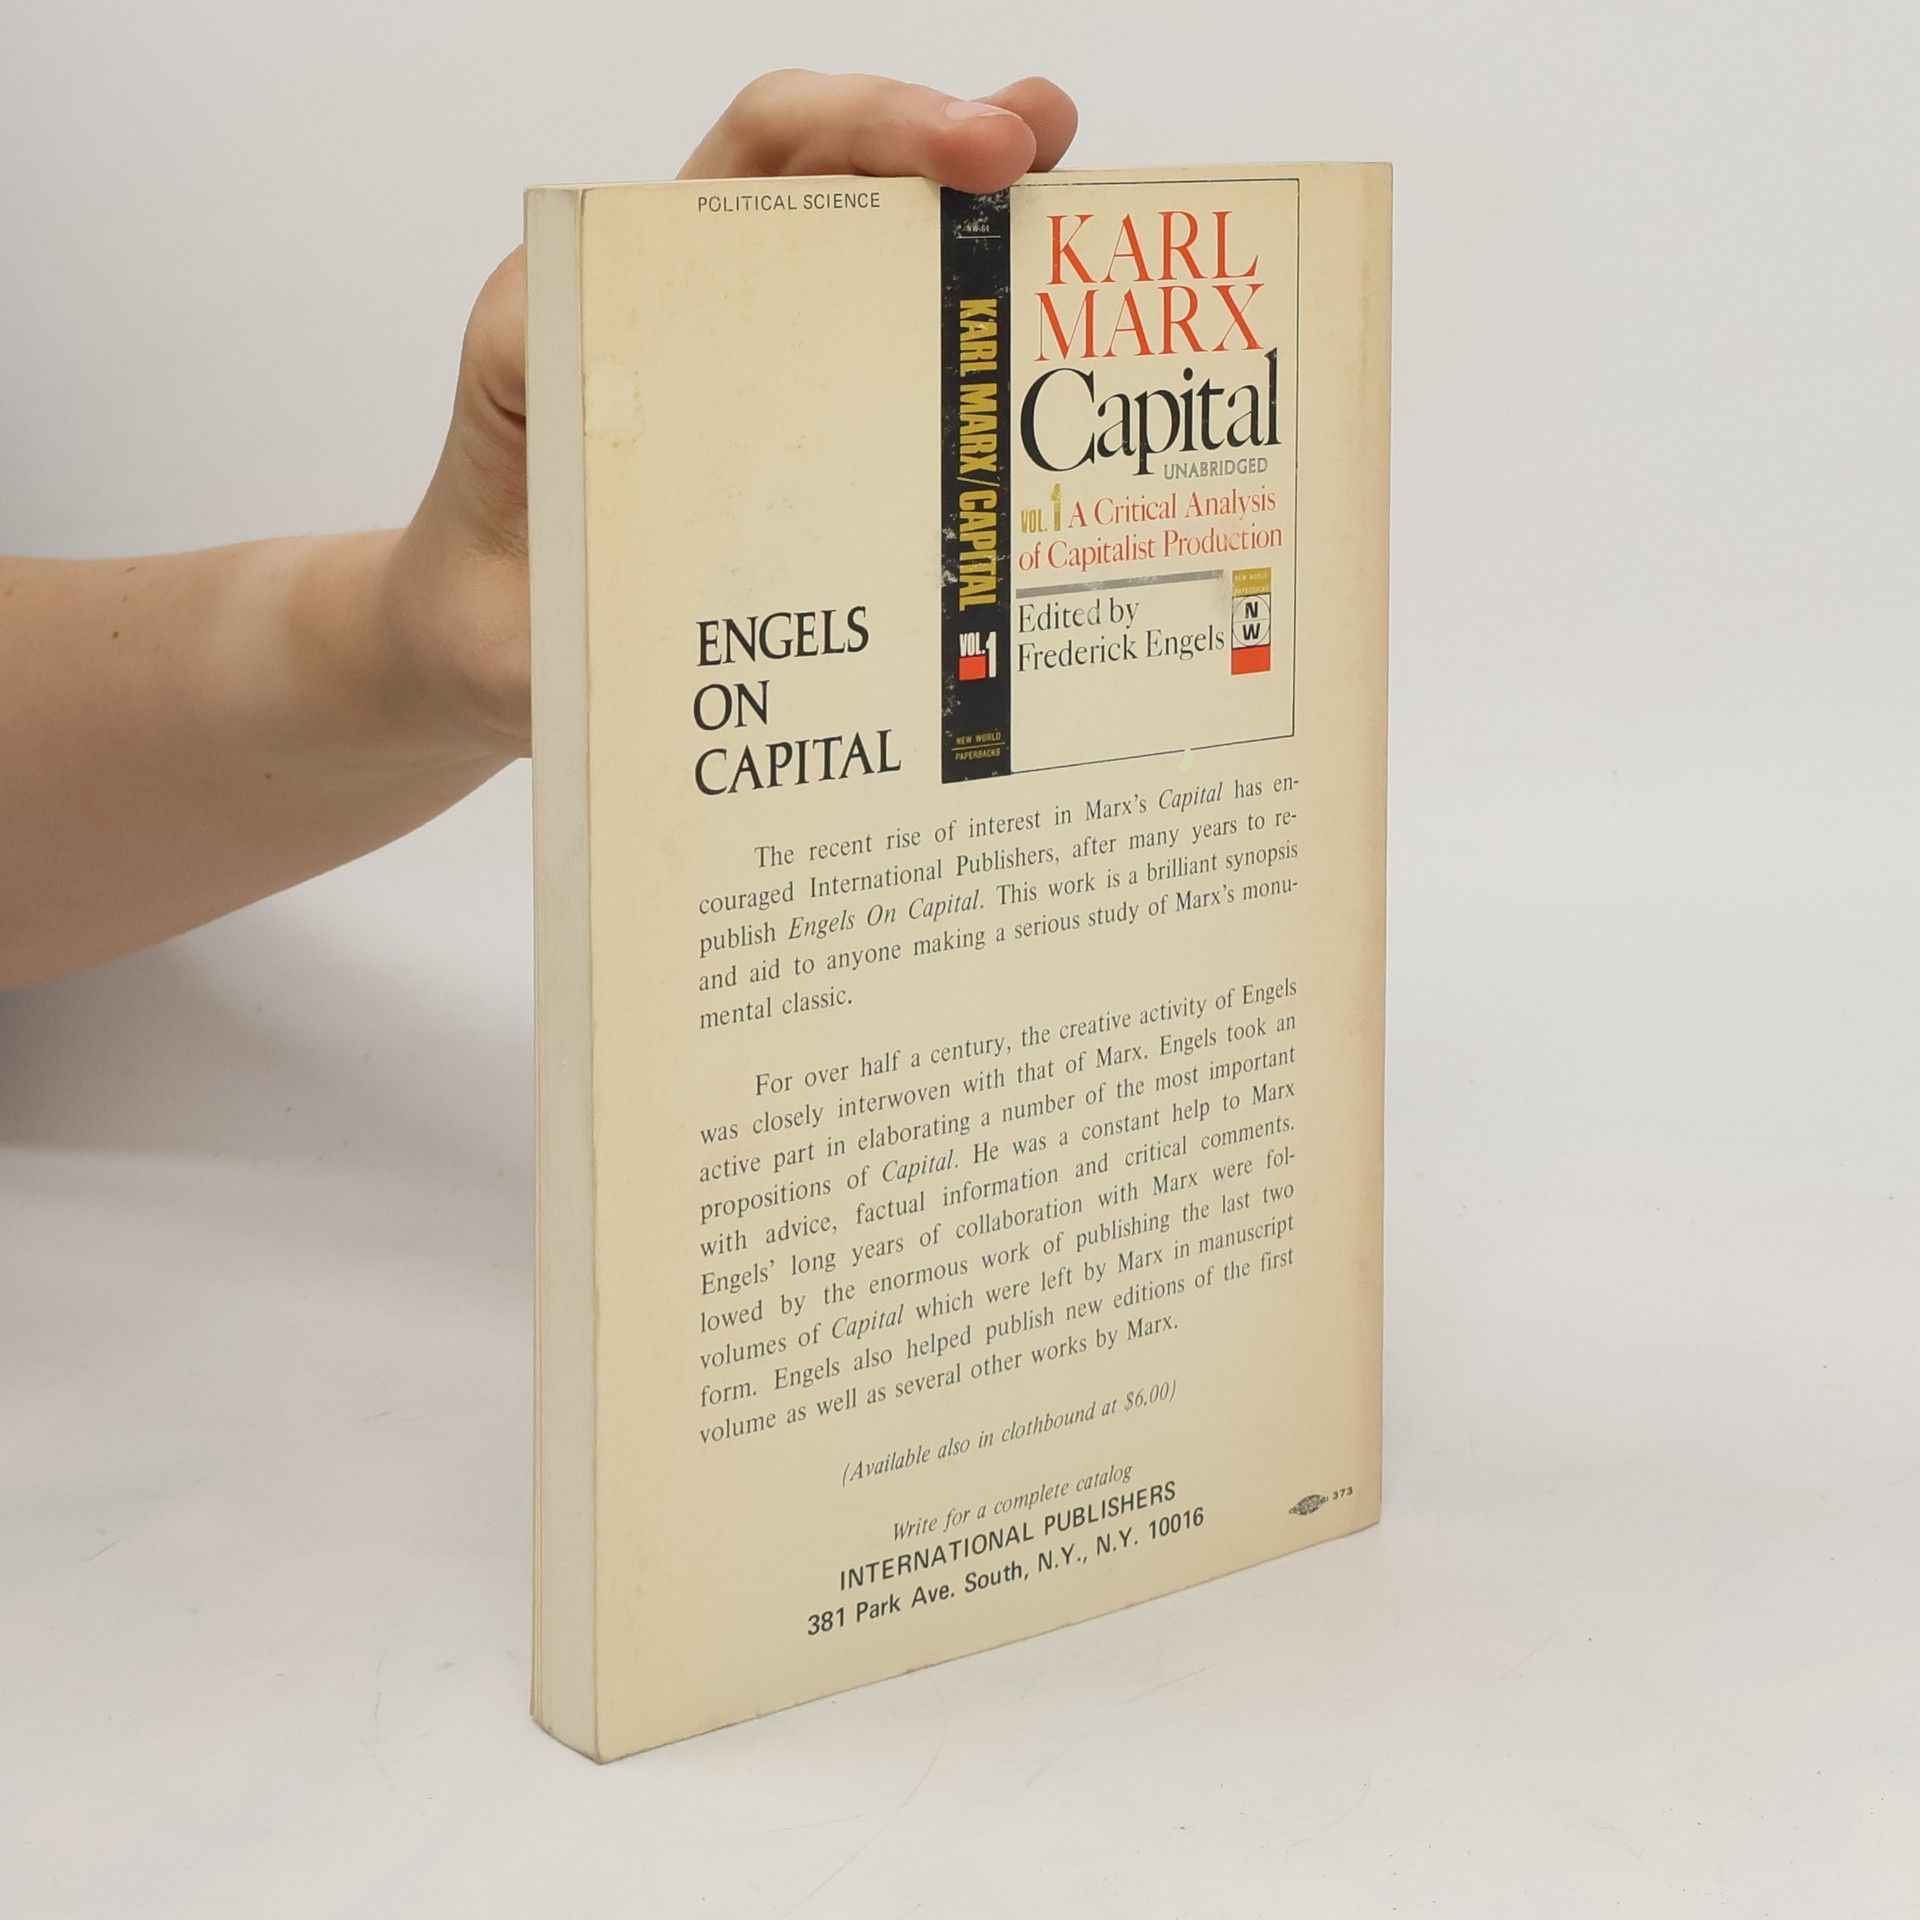 POLITICAL SCIENCE
NW-64
KARL MARX/CAPITAL
VOL.1
NEW WORLD
PAPERBACKS
KARL
MARX
Capital
UNABRIDGED
VOL. 1 A Critical Analysis
of Capitalist Production
Edited by
Frederick Engels
NEW WORLD
PAPERBACKS
N
W
ENGELS
ON
CAPITAL
The recent rise of interest in Marx's Capital has en-
couraged International Publishers, after many years to re-
publish Engels On Capital. This work is a brilliant synopsis
and aid to anyone making a serious study of Marx's monu-
mental classic.
For over half a century, the creative activity of Engels
was closely interwoven with that of Marx. Engels took an
active part in elaborating a number of the most important
propositions of Capital. He was a constant help to Marx
with advice, factual information and critical comments.
Engels' long years of collaboration with Marx were fol-
lowed by the enormous work of publishing the last two
volumes of Capital which were left by Marx in manuscript
form. Engels also helped publish new editions of the first
volume as well as several other works by Marx.
(Available also in clothbound at $6.00)
Write for a complete catalog
INTERNATIONAL PUBLISHERS
381 Park Ave. South, N.Y., N.Y. 10016
373